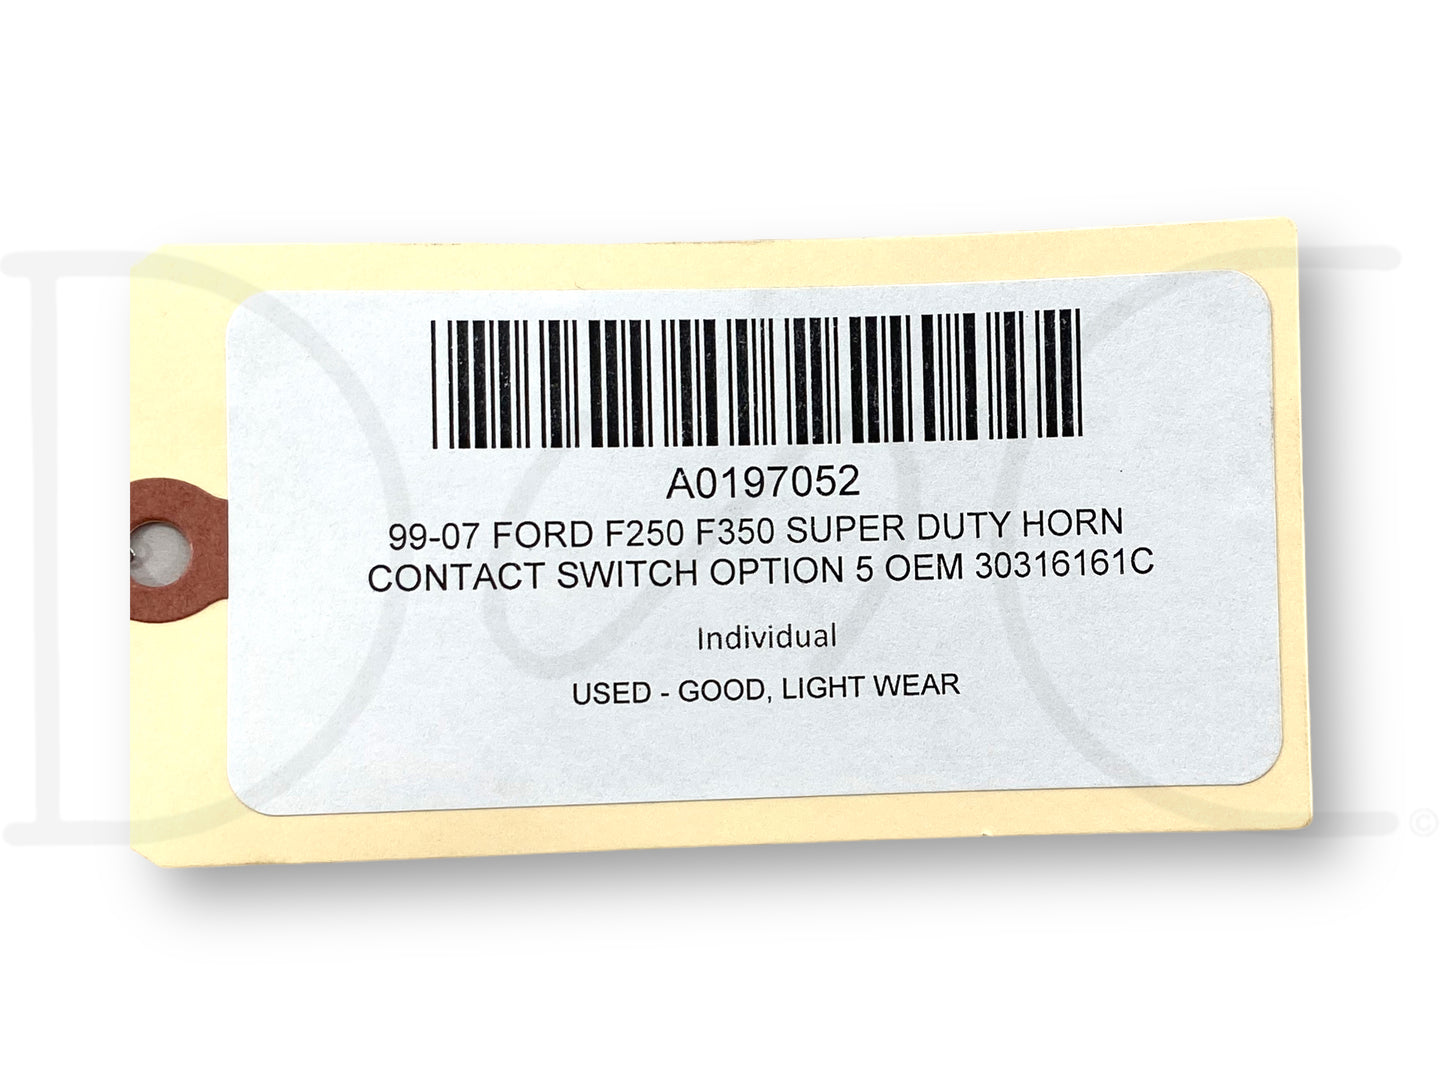 A0197052
99-07 FORD F250 F350 SUPER DUTY HORN
CONTACT SWITCH OPTION 5 OEM 30316161C
Individual
USED - GOOD, LIGHT WEAR
©